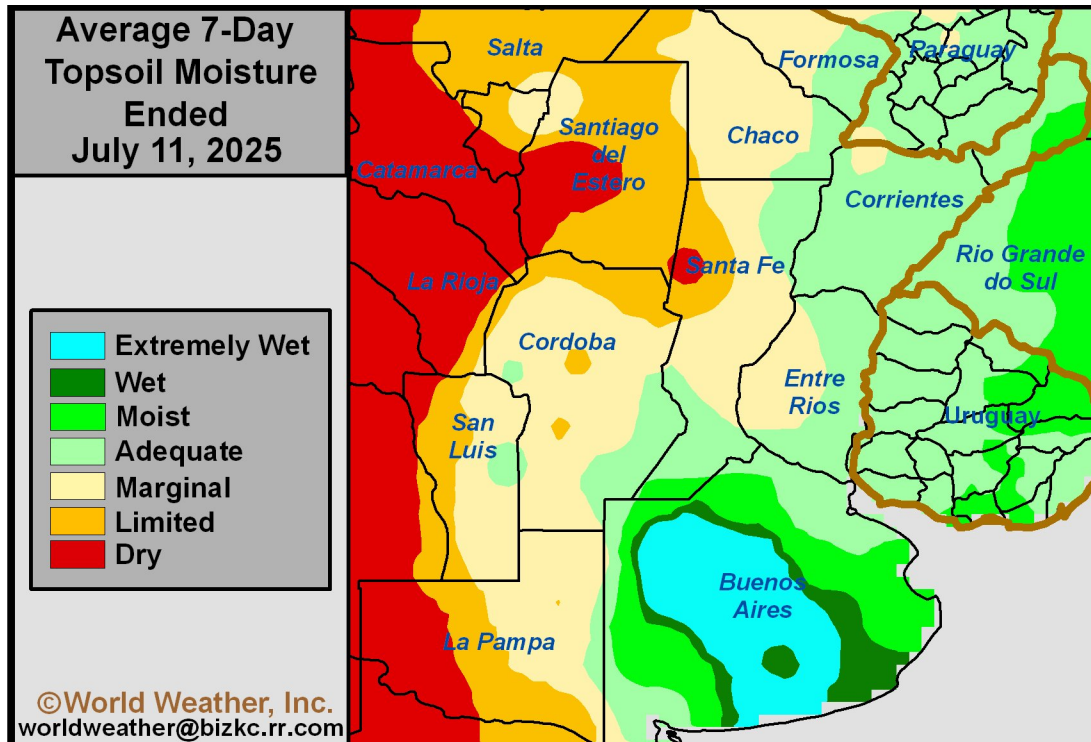 Average 7-Day
Topsoil Moisture
Ended
July 11, 2025
Extremely Wet
Wet
Moist
Adequate
Marginal
Limited
Dry
©World Weather, Inc.
worldweather@bizkc.rr.com
Salta
Formosa
Paraguay
Santiago
del
Estero
Chaco
Catamarca
Corrientes
La Rioja
Santa Fe
Rio Grande
do Sul
Cordoba
Entre
Rios
San
Luis
Uruguay
Buenos
Aires
La Pampa